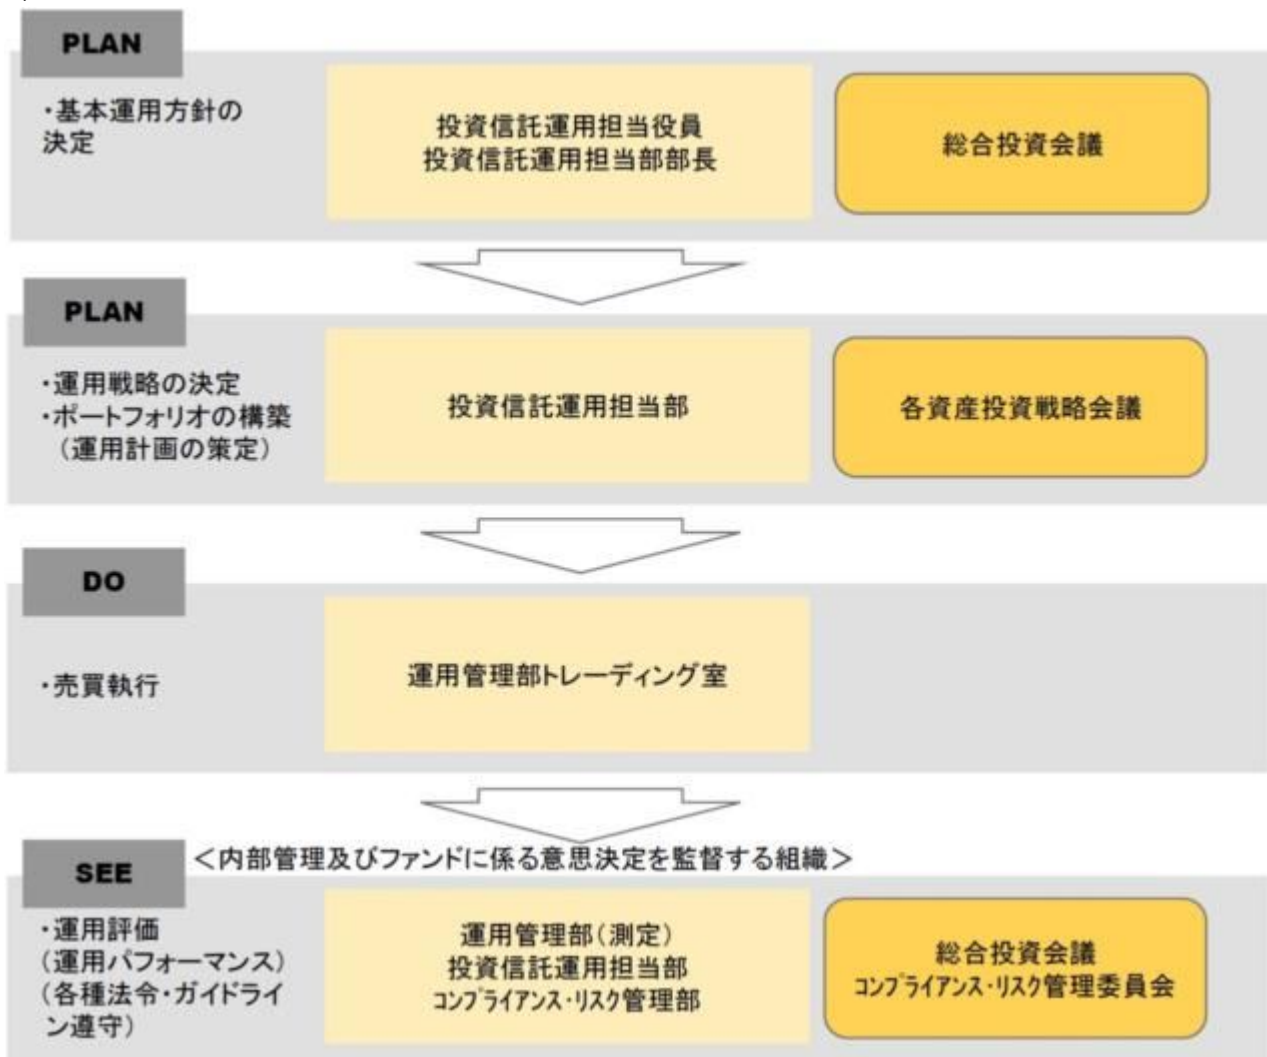 PLAN
・基本運用方針の
決定
投資信託運用担当役員
投資信託運用担当部部長
総合投資会議
PLAN
・運用戦略の決定
・ポートフォリオの構築
（運用計画の策定）
投資信託運用担当部
各資産投資戦略会議
DO
・売買執行
運用管理部トレーディング室
SEE
＜内部管理及びファンドに係る意思決定を監督する組織＞
・運用評価
（運用パフォーマンス）
（各種法令・ガイドライ
ン遵守）
運用管理部（測定）
投資信託運用担当部
ｺﾝﾌﾟﾗｲｱﾝｽ・ﾘｽｸ管理部
総合投資会議
ｺﾝﾌﾟﾗｲｱﾝｽ・ﾘｽｸ管理委員会